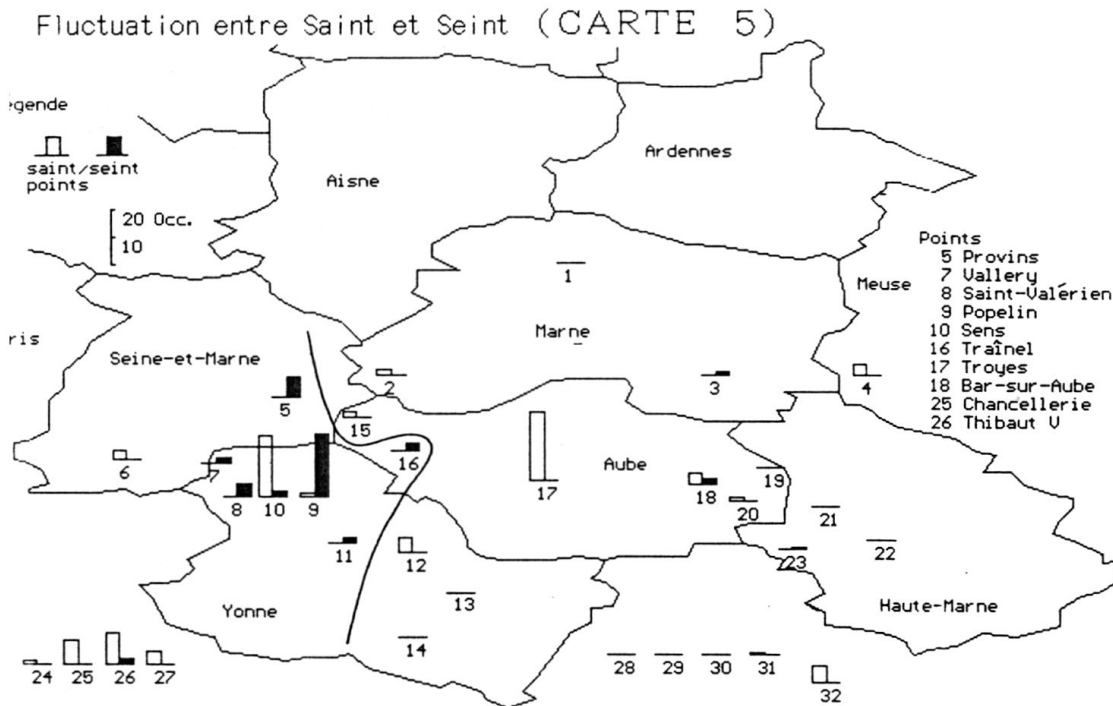 Fluctuation entre Saint et Seint (CARTE 5)
egende
saint/seint
points
20 Occ.
10
Aisne
Ardennes
Meuse
Marne
Seine-et-Marne
ris
Aube
Yonne
Haute-Marne
Points
5 Provins
7 Vallery
8 Saint-Valérien
9 Popelin
10 Sens
16 Traînel
17 Troyes
18 Bar-sur-Aube
25 Chancellerie
26 Thibaut V
1
2
3
4
5
15
6
7
16
8
10
9
17
18
19
20
21
11
12
23
22
13
14
24
25
26
27
28
29
30
31
32